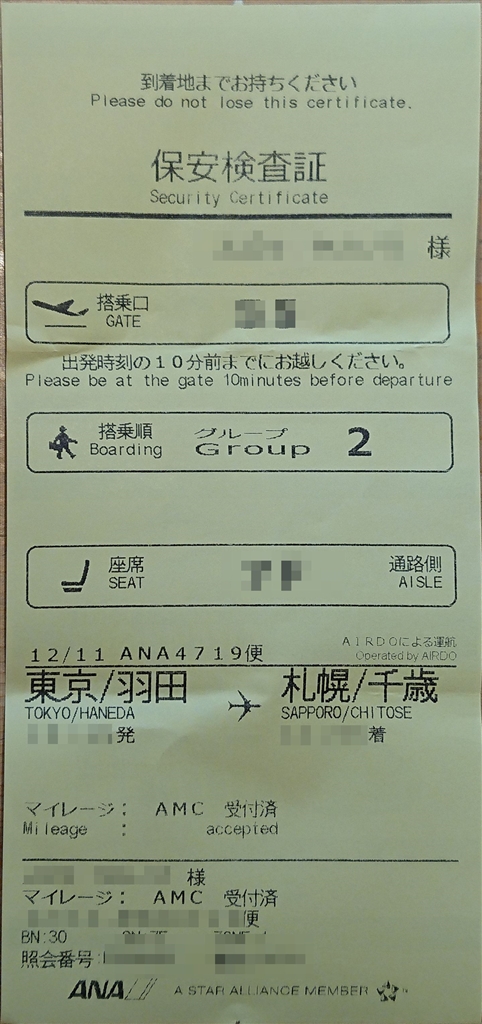 到着地までお持ちください
Please do not lose this certificate.
保安検査証
Security Certificate
様
搭乗口
GATE
出発時刻の10分前までにお越しください。
Please be at the gate 10minutes before departure
搭乗順 グループ
Boarding Group 2
座席 通路側
SEAT AISLE
AIRDOによる運航
12/11 ANA4719便 Operated by AIRDO
東京/羽田 札幌/千歳
TOKYO/HANEDA SAPPORO/CHITOSE
発 着
マイレージ: AMC 受付済
Mileage : accepted
様
マイレージ: AMC 受付済
便
BN:30
照会番号:
ANA A STAR ALLIANCE MEMBER